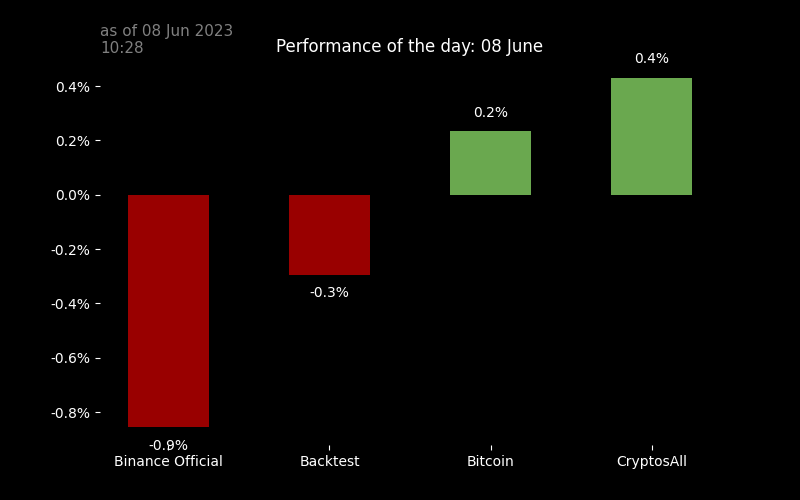 as of 08 Jun 2023
10:28
Performance of the day: 08 June
0.4%
0.4%
0.2%
0.2%
0.0%
-0.2%
-0.3%
-0.4%
-0.6%
-0.8%
-0.9%
Binance Official
Backtest
Bitcoin
CryptosAll